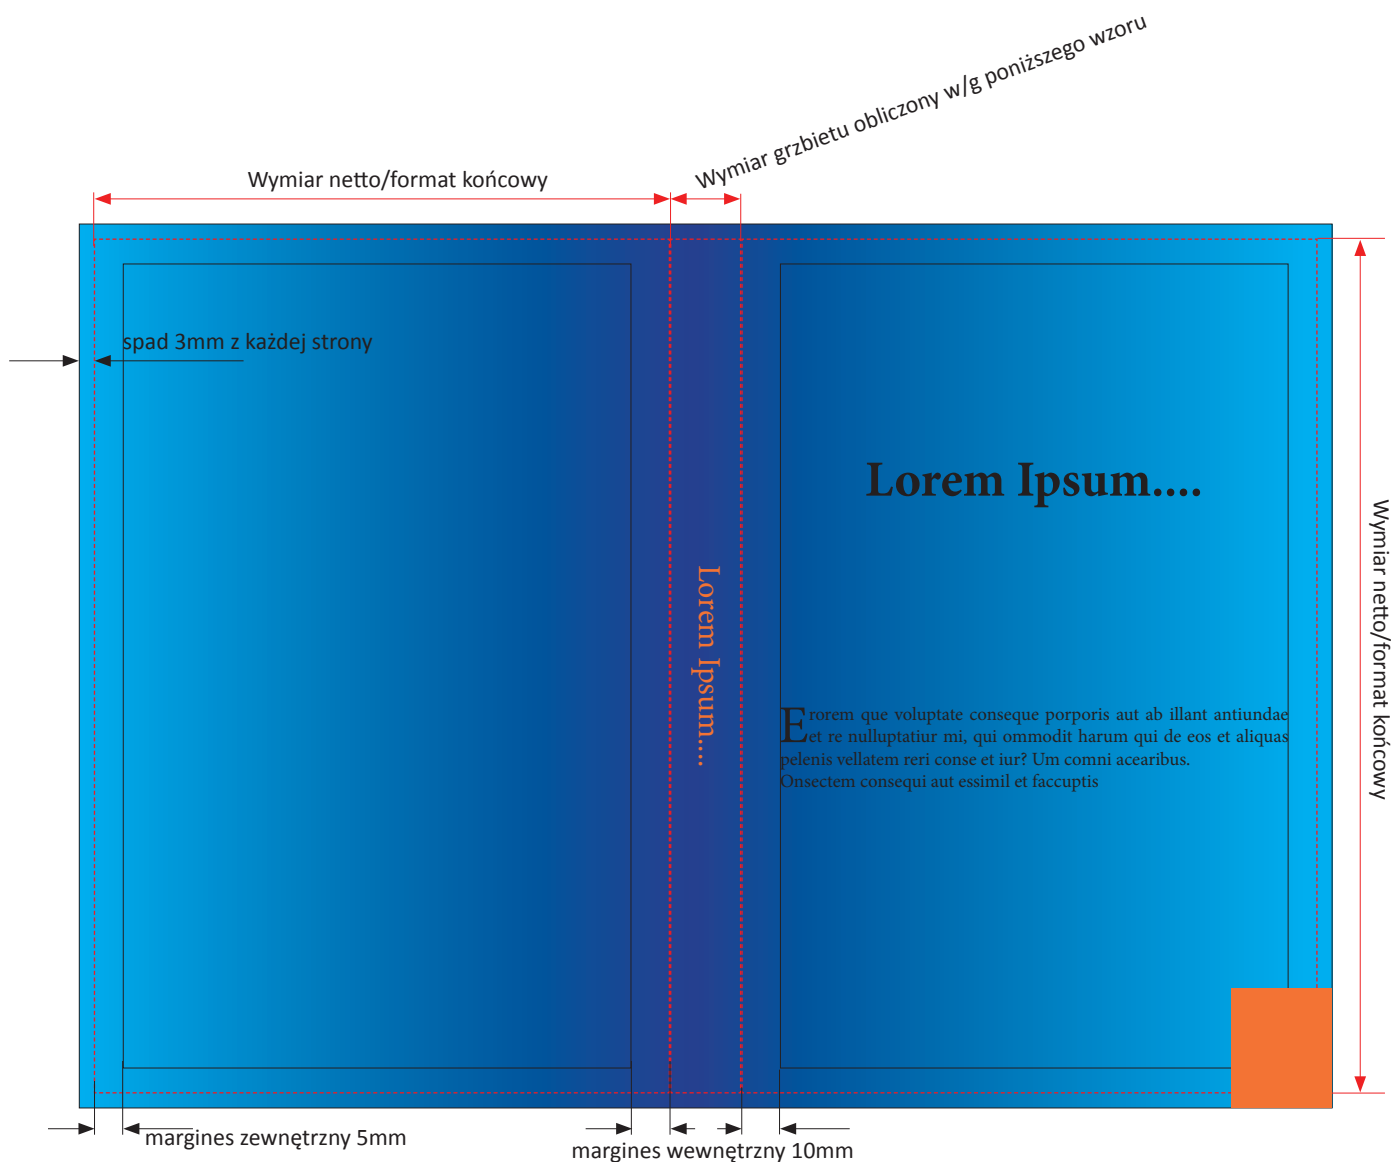 Wymiar grzbietu obliczony w/g poniższego wzoru
Wymiar netto/format końcowy
spad 3mm z każdej strony
Lorem Ipsum....
Lorem Ipsum....
Erorem que voluptate conseque porporis aut ab illant antiundae
et re nulluptatiur mi, qui ommodit harum qui de eos et aliquas
pelenis vellatem reri conse et iur? Um comni acearibus.
Onsectem consequi aut essimil et faccuptis
Wymiar netto/format końcowy
margines zewnętrzny 5mm
margines wewnętrzny 10mm